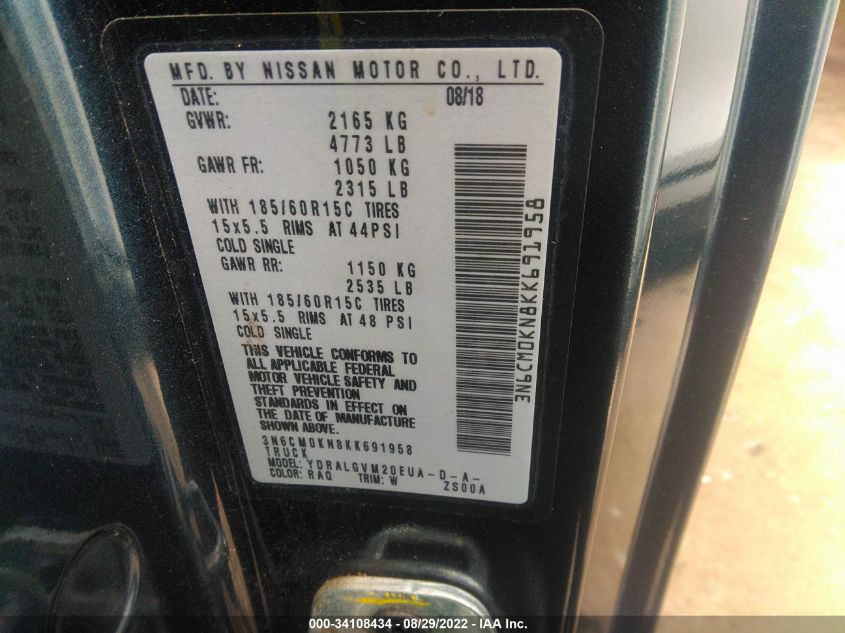 MFD. BY NISSAN MOTOR CO., LTD.
DATE: 08/18
GVWR: 2165 KG
4773 LB
GAWR FR: 1050 KG
2315 LB
WITH 185/60R15C TIRES
15x5.5 RIMS AT 44PSI
COLD SINGLE
GAWR RR: 1150 KG
2535 LB
WITH 185/60R15C TIRES
15x5.5 RIMS AT 48 PSI
COLD SINGLE
THIS VEHICLE CONFORMS TO
ALL APPLICABLE FEDERAL
MOTOR VEHICLE SAFETY AND
THEFT PREVENTION
STANDARDS IN EFFECT ON
THE DATE OF MANUFACTURE
SHOWN ABOVE.
3N6CM0KN8KK691958
TRUCK
MODEL: YDRALGVM20EUA-D-A-
ZS00A
COLOR: RAQ TRIM: W
3N6CM0KN8KK691958
000-34108434 - 08/29/2022 - IAA Inc.